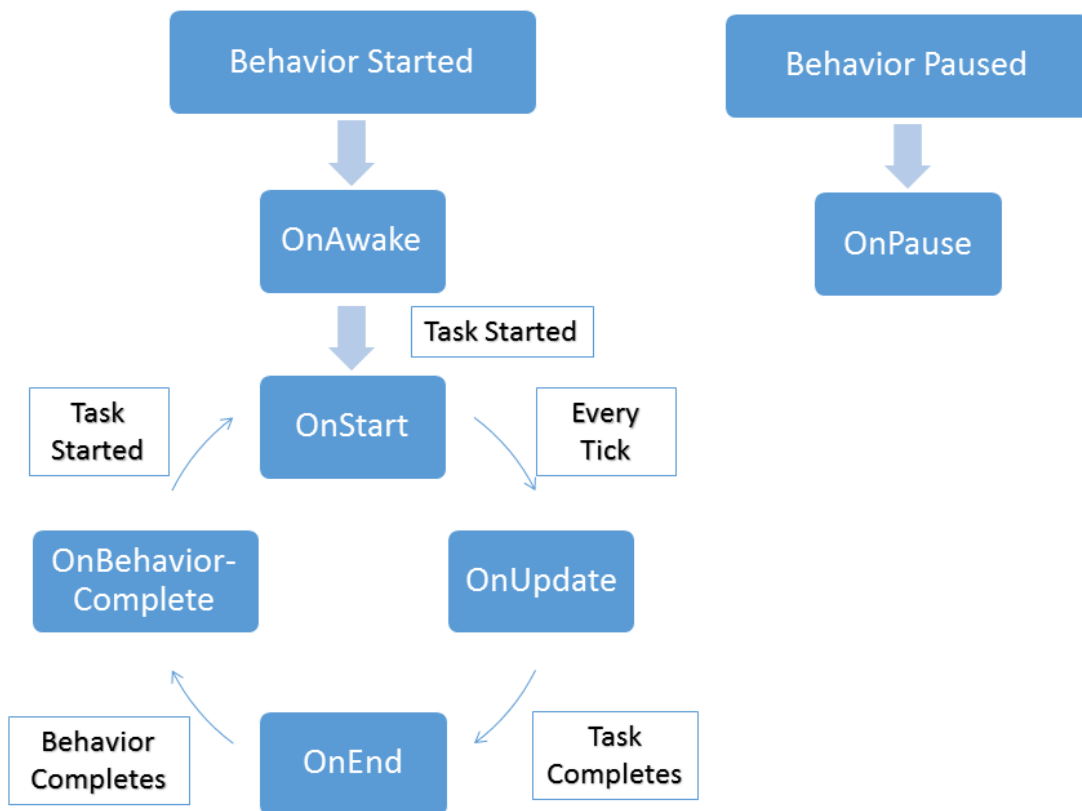 Behavior Started
Behavior Paused
OnAwake
OnPause
Task Started
Task
Started
OnStart
Every
Tick
OnBehavior-
Complete
OnUpdate
Behavior
Completes
OnEnd
Task
Completes